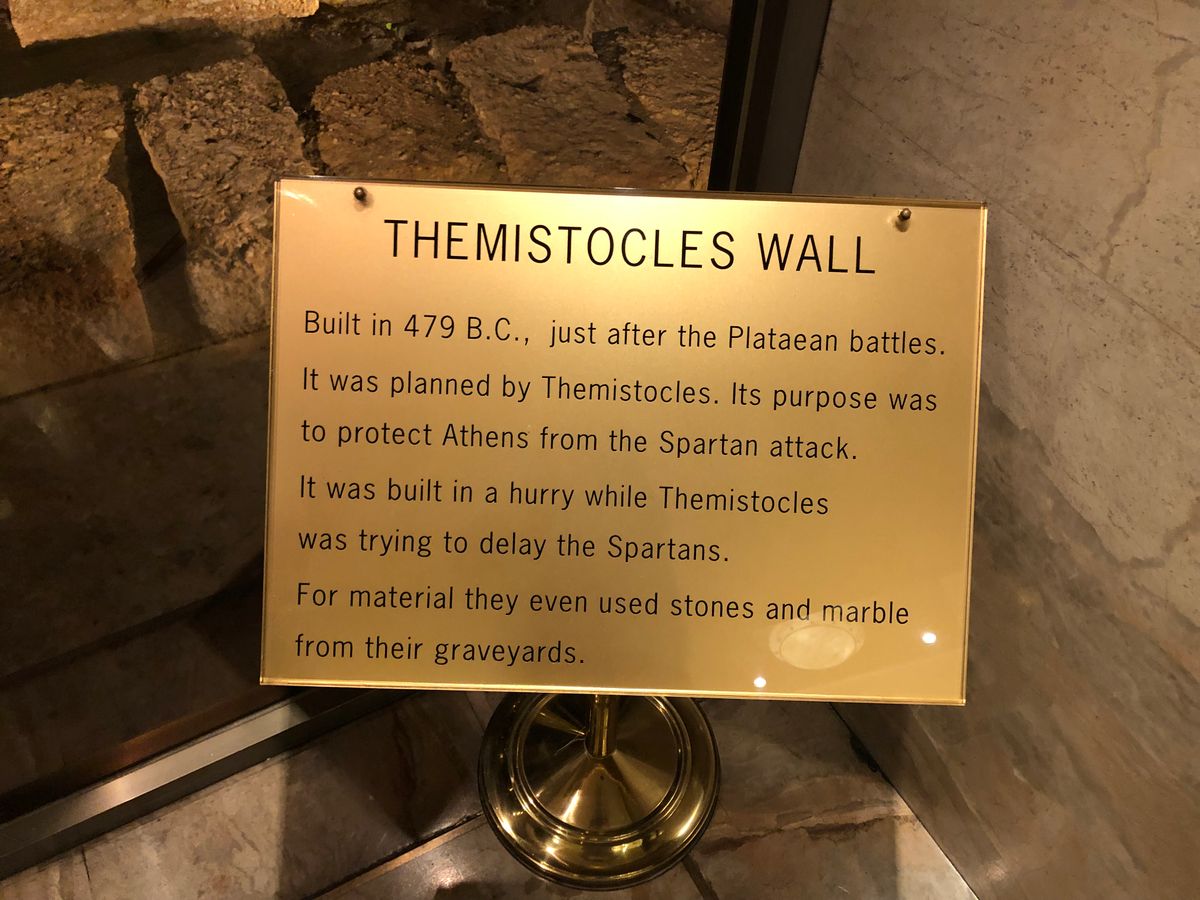 THEMISTOCLES WALL
Built in 479 B.C., just after the Plataean battles.
It was planned by Themistocles. Its purpose was
to protect Athens from the Spartan attack.
It was built in a hurry while Themistocles
was trying to delay the Spartans.
For material they even used stones and marble
from their graveyards.